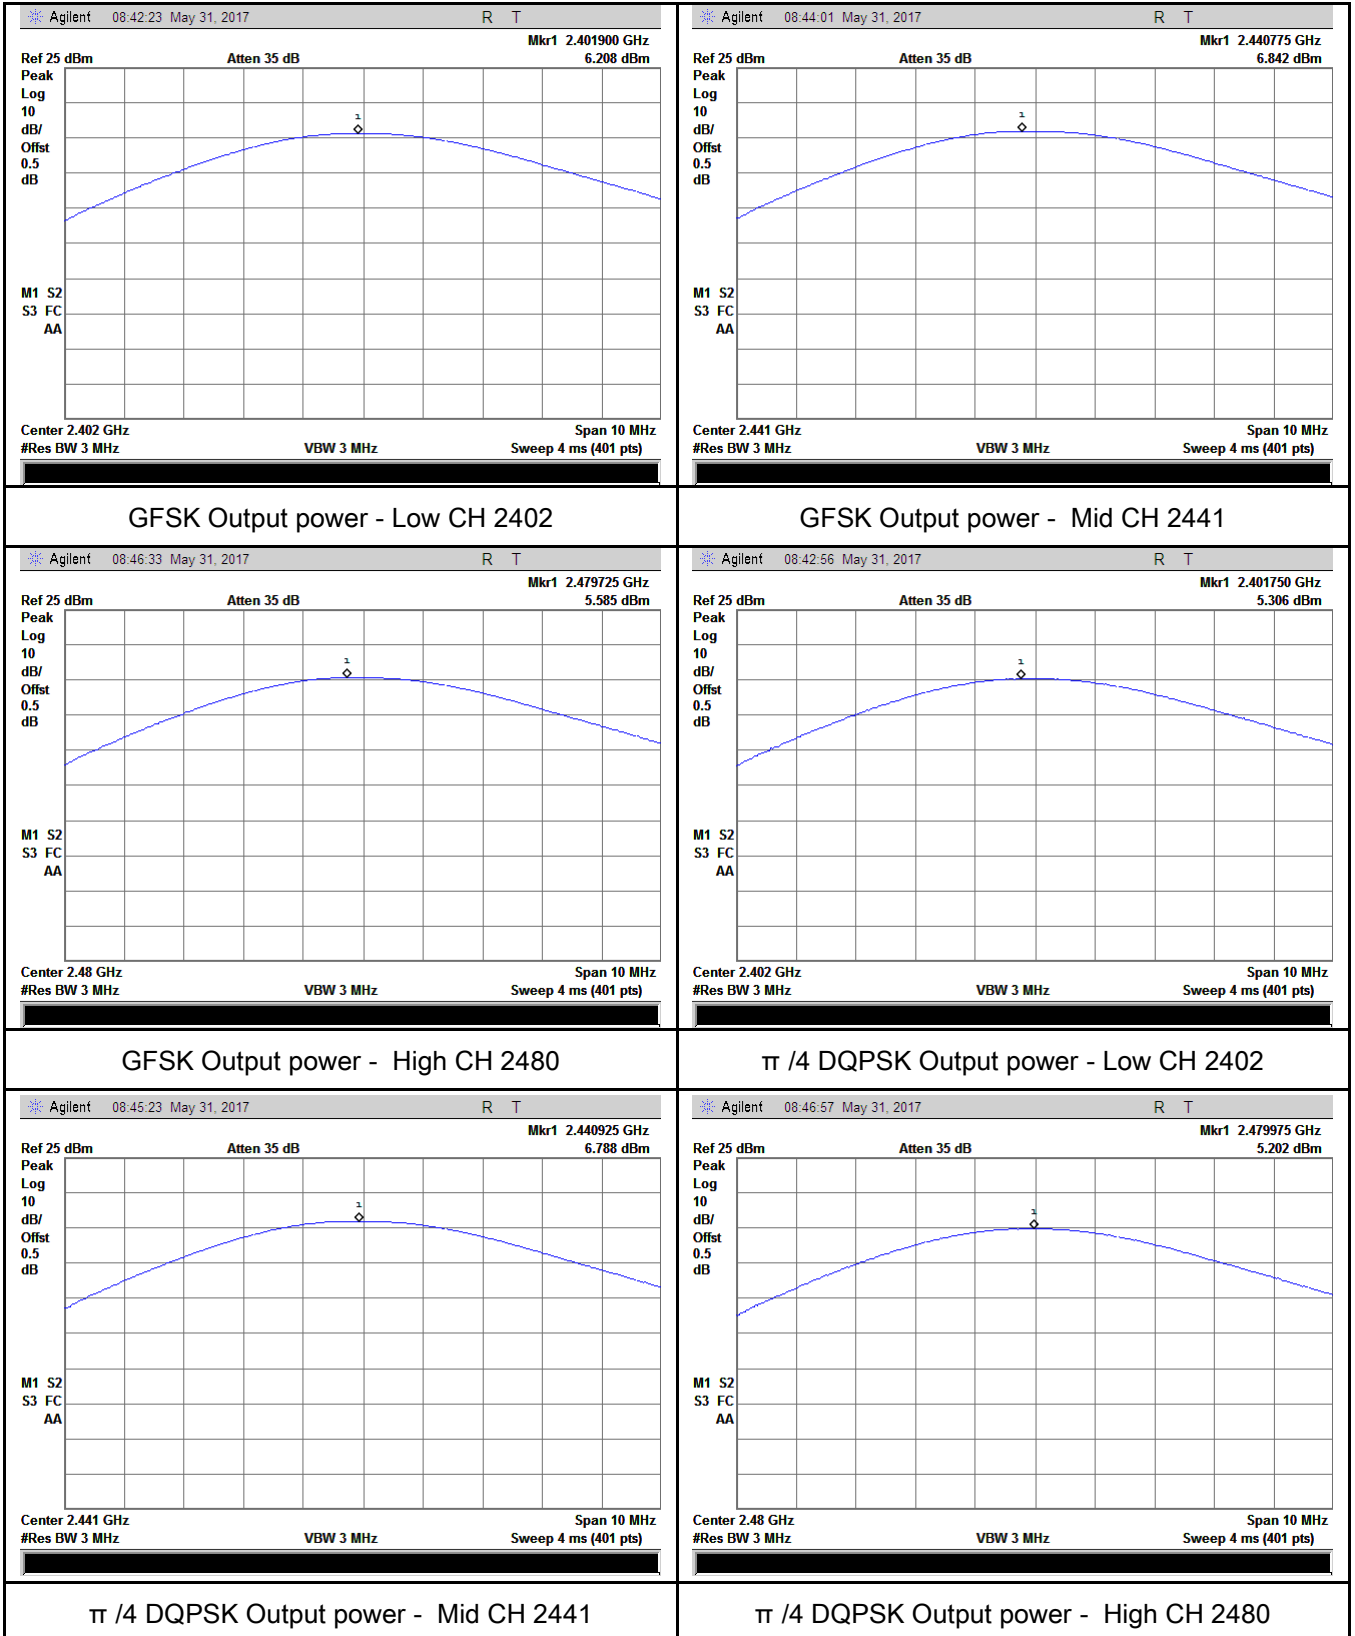 Agilent 08:42:23 May 31, 2017 R T
Mkr1 2.401900 GHz
Ref 25 dBm Atten 35 dB 6.208 dBm
Peak
Log
10
dB/
Offst
0.5
dB
1
M1 S2
S3 FC
AA
Center 2.402 GHz Span 10 MHz
#Res BW 3 MHz VBW 3 MHz Sweep 4 ms (401 pts)
GFSK Output power - Low CH 2402
Agilent 08:44:01 May 31, 2017 R T
Mkr1 2.440775 GHz
Ref 25 dBm Atten 35 dB 6.842 dBm
Peak
Log
10
dB/
Offst
0.5
dB
1
M1 S2
S3 FC
AA
Center 2.441 GHz Span 10 MHz
#Res BW 3 MHz VBW 3 MHz Sweep 4 ms (401 pts)
GFSK Output power - Mid CH 2441
Agilent 08:46:33 May 31, 2017 R T
Mkr1 2.479725 GHz
Ref 25 dBm Atten 35 dB 5.585 dBm
Peak
Log
10
dB/
Offst
0.5
dB
1
M1 S2
S3 FC
AA
Center 2.48 GHz Span 10 MHz
#Res BW 3 MHz VBW 3 MHz Sweep 4 ms (401 pts)
GFSK Output power - High CH 2480
Agilent 08:42:56 May 31, 2017 R T
Mkr1 2.401750 GHz
Ref 25 dBm Atten 35 dB 5.306 dBm
Peak
Log
10
dB/
Offst
0.5
dB
1
M1 S2
S3 FC
AA
Center 2.402 GHz Span 10 MHz
#Res BW 3 MHz VBW 3 MHz Sweep 4 ms (401 pts)
π /4 DQPSK Output power - Low CH 2402
Agilent 08:45:23 May 31, 2017 R T
Mkr1 2.440925 GHz
Ref 25 dBm Atten 35 dB 6.788 dBm
Peak
Log
10
dB/
Offst
0.5
dB
1
M1 S2
S3 FC
AA
Center 2.441 GHz Span 10 MHz
#Res BW 3 MHz VBW 3 MHz Sweep 4 ms (401 pts)
π /4 DQPSK Output power - Mid CH 2441
Agilent 08:46:57 May 31, 2017 R T
Mkr1 2.479975 GHz
Ref 25 dBm Atten 35 dB 5.202 dBm
Peak
Log
10
dB/
Offst
0.5
dB
1
M1 S2
S3 FC
AA
Center 2.48 GHz Span 10 MHz
#Res BW 3 MHz VBW 3 MHz Sweep 4 ms (401 pts)
π /4 DQPSK Output power - High CH 2480